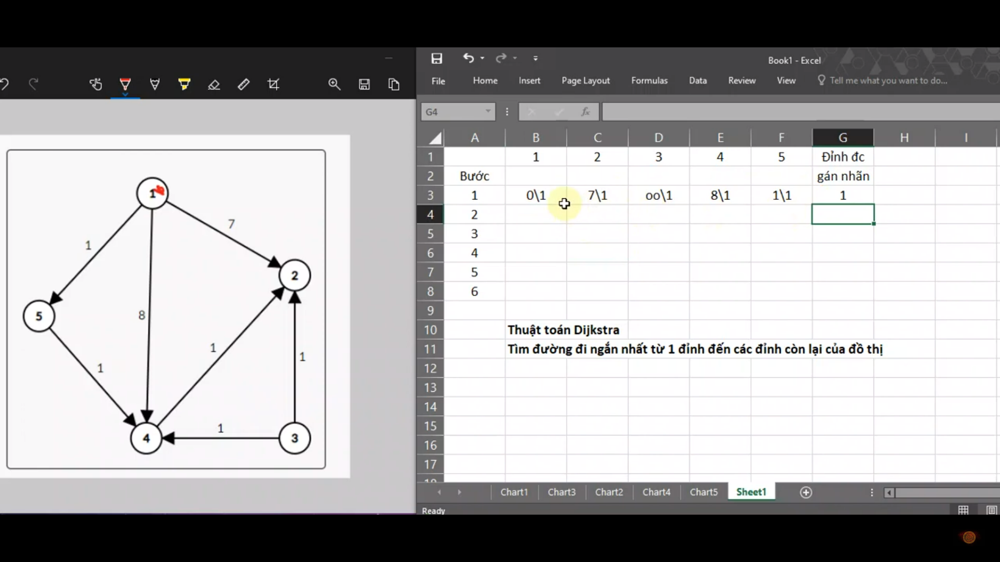 Book1 - Excel
File Home Insert Page Layout Formulas Data Review View Tell me what you want to do...
G4 fx
A B C D E F G H I
1 1 2 3 4 5 Đỉnh đc
2 Bước gán nhãn
3 1 0\1 7\1 oo\1 8\1 1\1 1
4 2
5 3
6 4
7 5
8 6
9
10 Thuật toán Dijkstra
11 Tìm đường đi ngắn nhất từ 1 đỉnh đến các đỉnh còn lại của đồ thị
12
13
14
15
16
17
Chart1 Chart3 Chart2 Chart4 Chart5 Sheet1
Ready
1
7
1
2
5
8
1
1
1
1
4
3